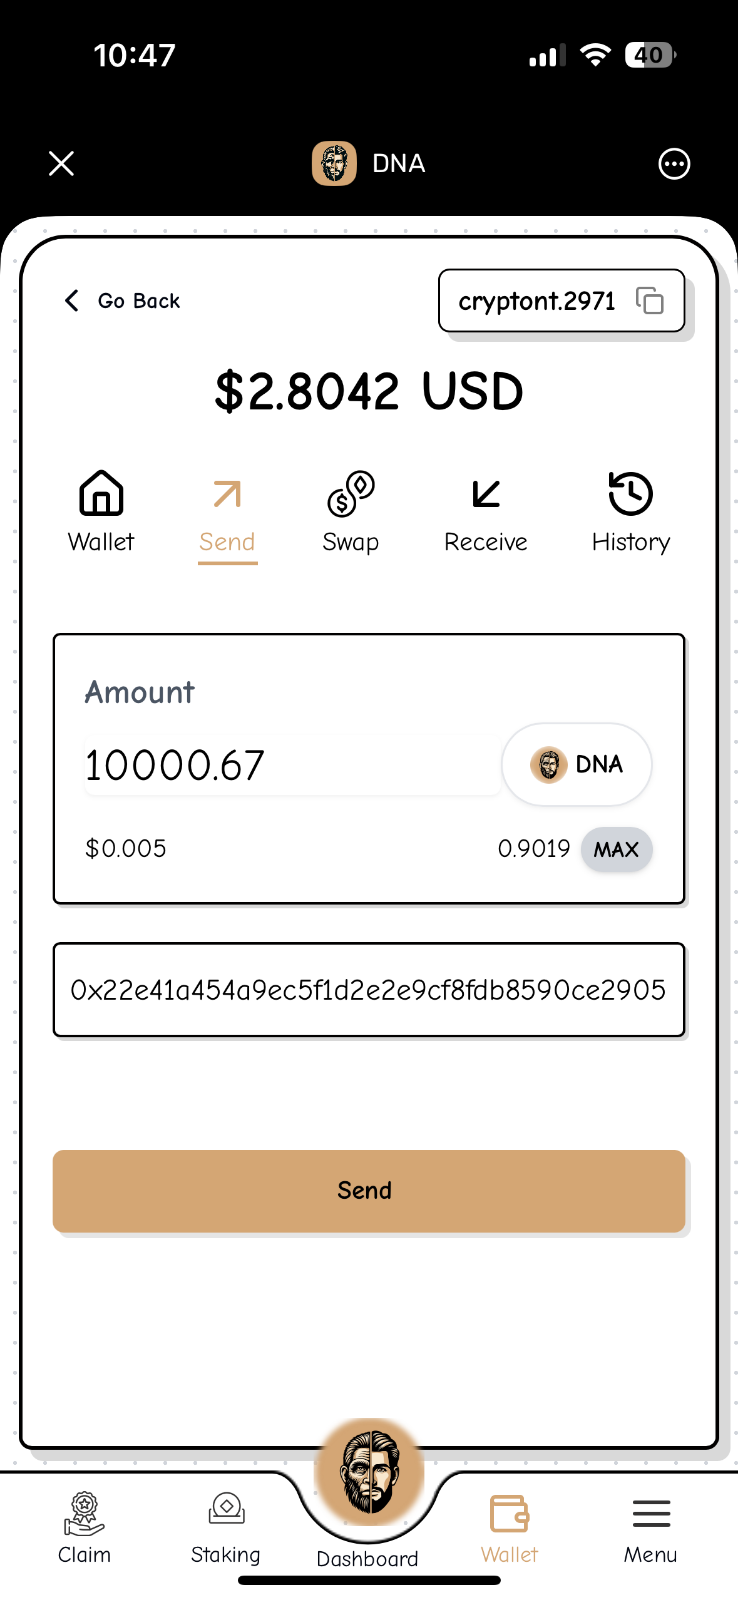 10:47
40
DNA
Go Back
cryptont.2971
$2.8042 USD
Wallet
Send
Swap
Receive
History
Amount
10000.67
DNA
$0.005
0.9019
MAX
0x22e41a454a9ec5f1d2e2e9cf8fdb8590ce2905
Send
Claim
Staking
Dashboard
Wallet
Menu